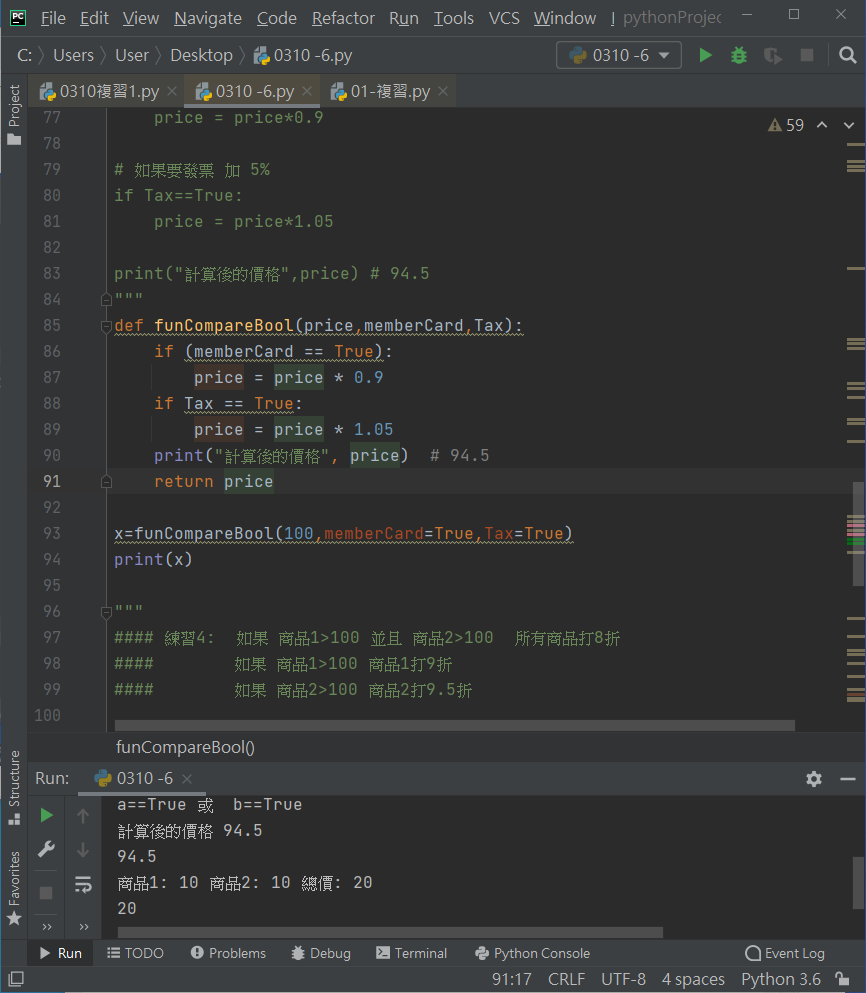 PC File Edit View Navigate Code Refactor Run Tools VCS Window pythonProjec
C: Users User Desktop 0310 -6.py 0310 -6
0310複習1.py 0310 -6.py 01-複習.py
Project
77 price = price*0.9
59
78
79 # 如果要發票 加 5%
80 if Tax==True:
81 price = price*1.05
82
83 print("計算後的價格",price) # 94.5
84 """
85 def funCompareBool(price,memberCard,Tax):
86 if (memberCard == True):
87 price = price * 0.9
88 if Tax == True:
89 price = price * 1.05
90 print("計算後的價格", price)  # 94.5
91 return price
92
93 x=funCompareBool(100,memberCard=True,Tax=True)
94 print(x)
95
96 """
97 #### 練習4: 如果 商品1>100 並且 商品2>100 所有商品打8折
98 #### 如果 商品1>100 商品1打9折
99 #### 如果 商品2>100 商品2打9.5折
100
funCompareBool()
Structure
Favorites
Run: 0310 -6
a==True 或 b==True
計算後的價格 94.5
94.5
商品1: 10 商品2: 10 總價: 20
20
Run TODO Problems Debug Terminal Python Console Event Log
91:17 CRLF UTF-8 4 spaces Python 3.6